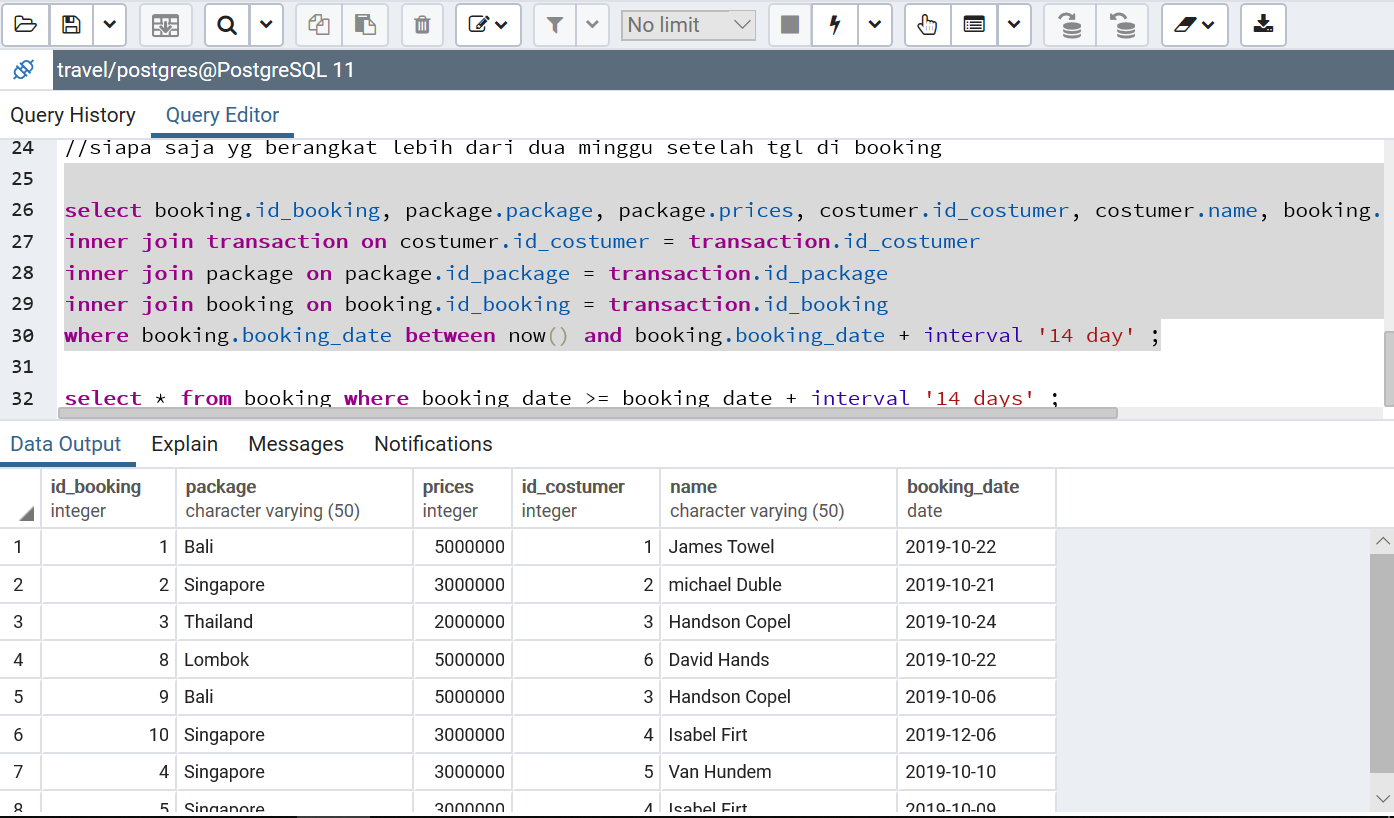 No limit
travel/postgres@PostgreSQL 11
Query History Query Editor
24 //siapa saja yg berangkat lebih dari dua minggu setelah tgl di booking
25
26 select booking.id_booking, package.package, package.prices, costumer.id_costumer, costumer.name, booking.
27 inner join transaction on costumer.id_costumer = transaction.id_costumer
28 inner join package on package.id_package = transaction.id_package
29 inner join booking on booking.id_booking = transaction.id_booking
30 where booking.booking_date between now() and booking.booking_date + interval '14 day' ;
31
32 select * from booking where booking_date >= booking_date + interval '14 days' ;
Data Output Explain Messages Notifications
id_booking package prices id_costumer name booking_date
integer character varying (50) integer integer character varying (50) date
1 1 Bali 5000000 1 James Towel 2019-10-22
2 2 Singapore 3000000 2 michael Duble 2019-10-21
3 3 Thailand 2000000 3 Handson Copel 2019-10-24
4 8 Lombok 5000000 6 David Hands 2019-10-22
5 9 Bali 5000000 3 Handson Copel 2019-10-06
6 10 Singapore 3000000 4 Isabel Firt 2019-12-06
7 4 Singapore 3000000 5 Van Hundem 2019-10-10
8 5 Singapore 3000000 4 Isabel Firt 2019-10-09